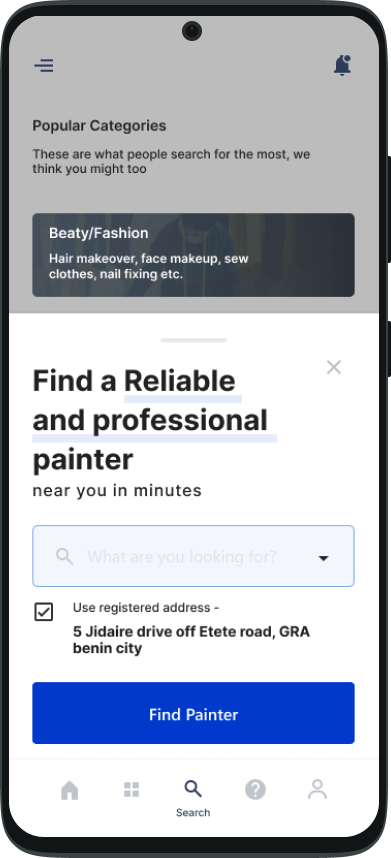 Popular Categories
These are what people search for the most, we
think you might too
Beaty/Fashion
Hair makeover, face makeup, sew
clothes, nail fixing etc.
Find a Reliable
and professional
painter
near you in minutes
What are you looking for?
Use registered address -
5 Jidaire drive off Etete road, GRA
benin city
Find Painter
Search